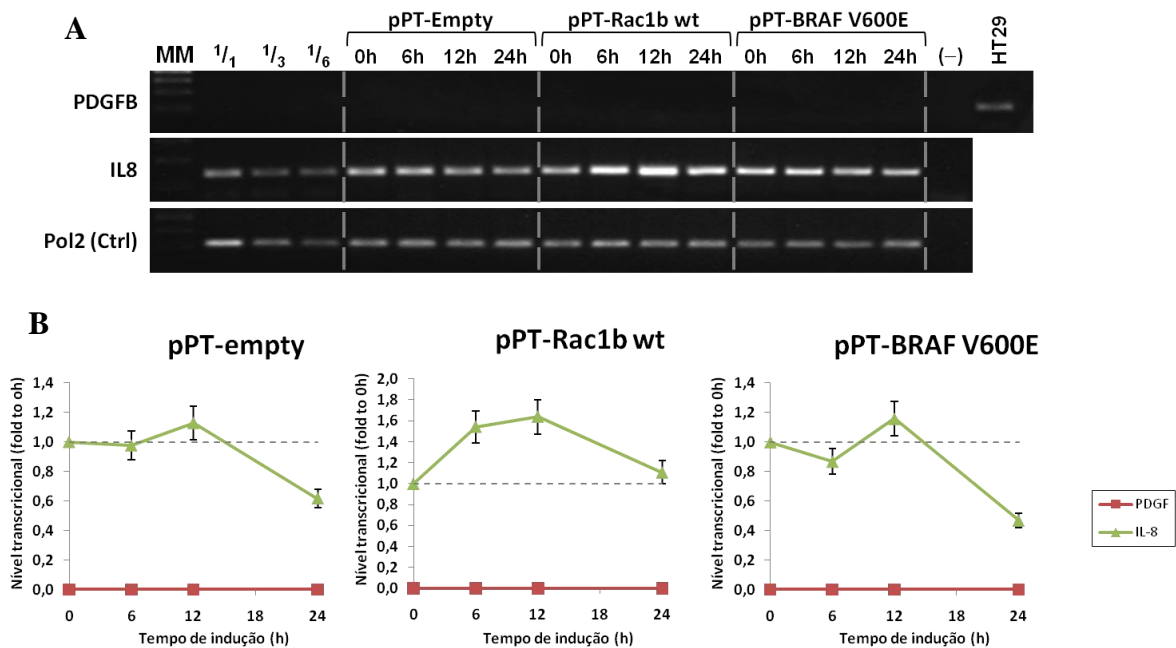 A
pPT-Empty pPT-Rac1b wt pPT-BRAF V600E
MM 1/1 1/3 1/6 0h 6h 12h 24h 0h 6h 12h 24h 0h 6h 12h 24h (–) HT29
PDGFB
IL8
Pol2 (Ctrl)
B
pPT-empty
Nível transcricional (fold to 0h)
1,4
1,2
1,0
0,8
0,6
0,4
0,2
0,0
0 6 12 18 24
Tempo de indução (h)
pPT-Rac1b wt
Nível transcricional (fold to 0h)
2,0
1,8
1,6
1,4
1,2
1,0
0,8
0,6
0,4
0,2
0,0
0 6 12 18 24
Tempo de indução (h)
pPT-BRAF V600E
Nível transcricional (fold to 0h)
1,4
1,2
1,0
0,8
0,6
0,4
0,2
0,0
0 6 12 18 24
Tempo de indução (h)
PDGF
IL-8